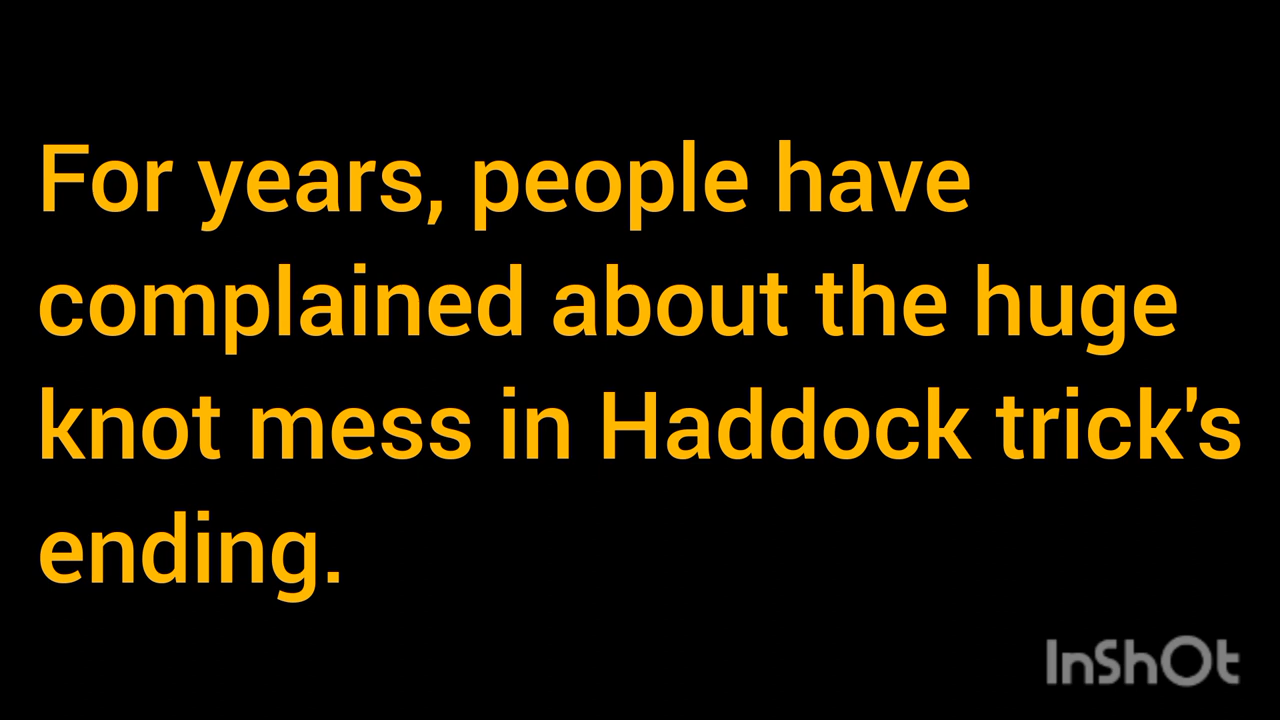 For years, people have
complained about the huge
knot mess in Haddock trick's
ending.
InShOt